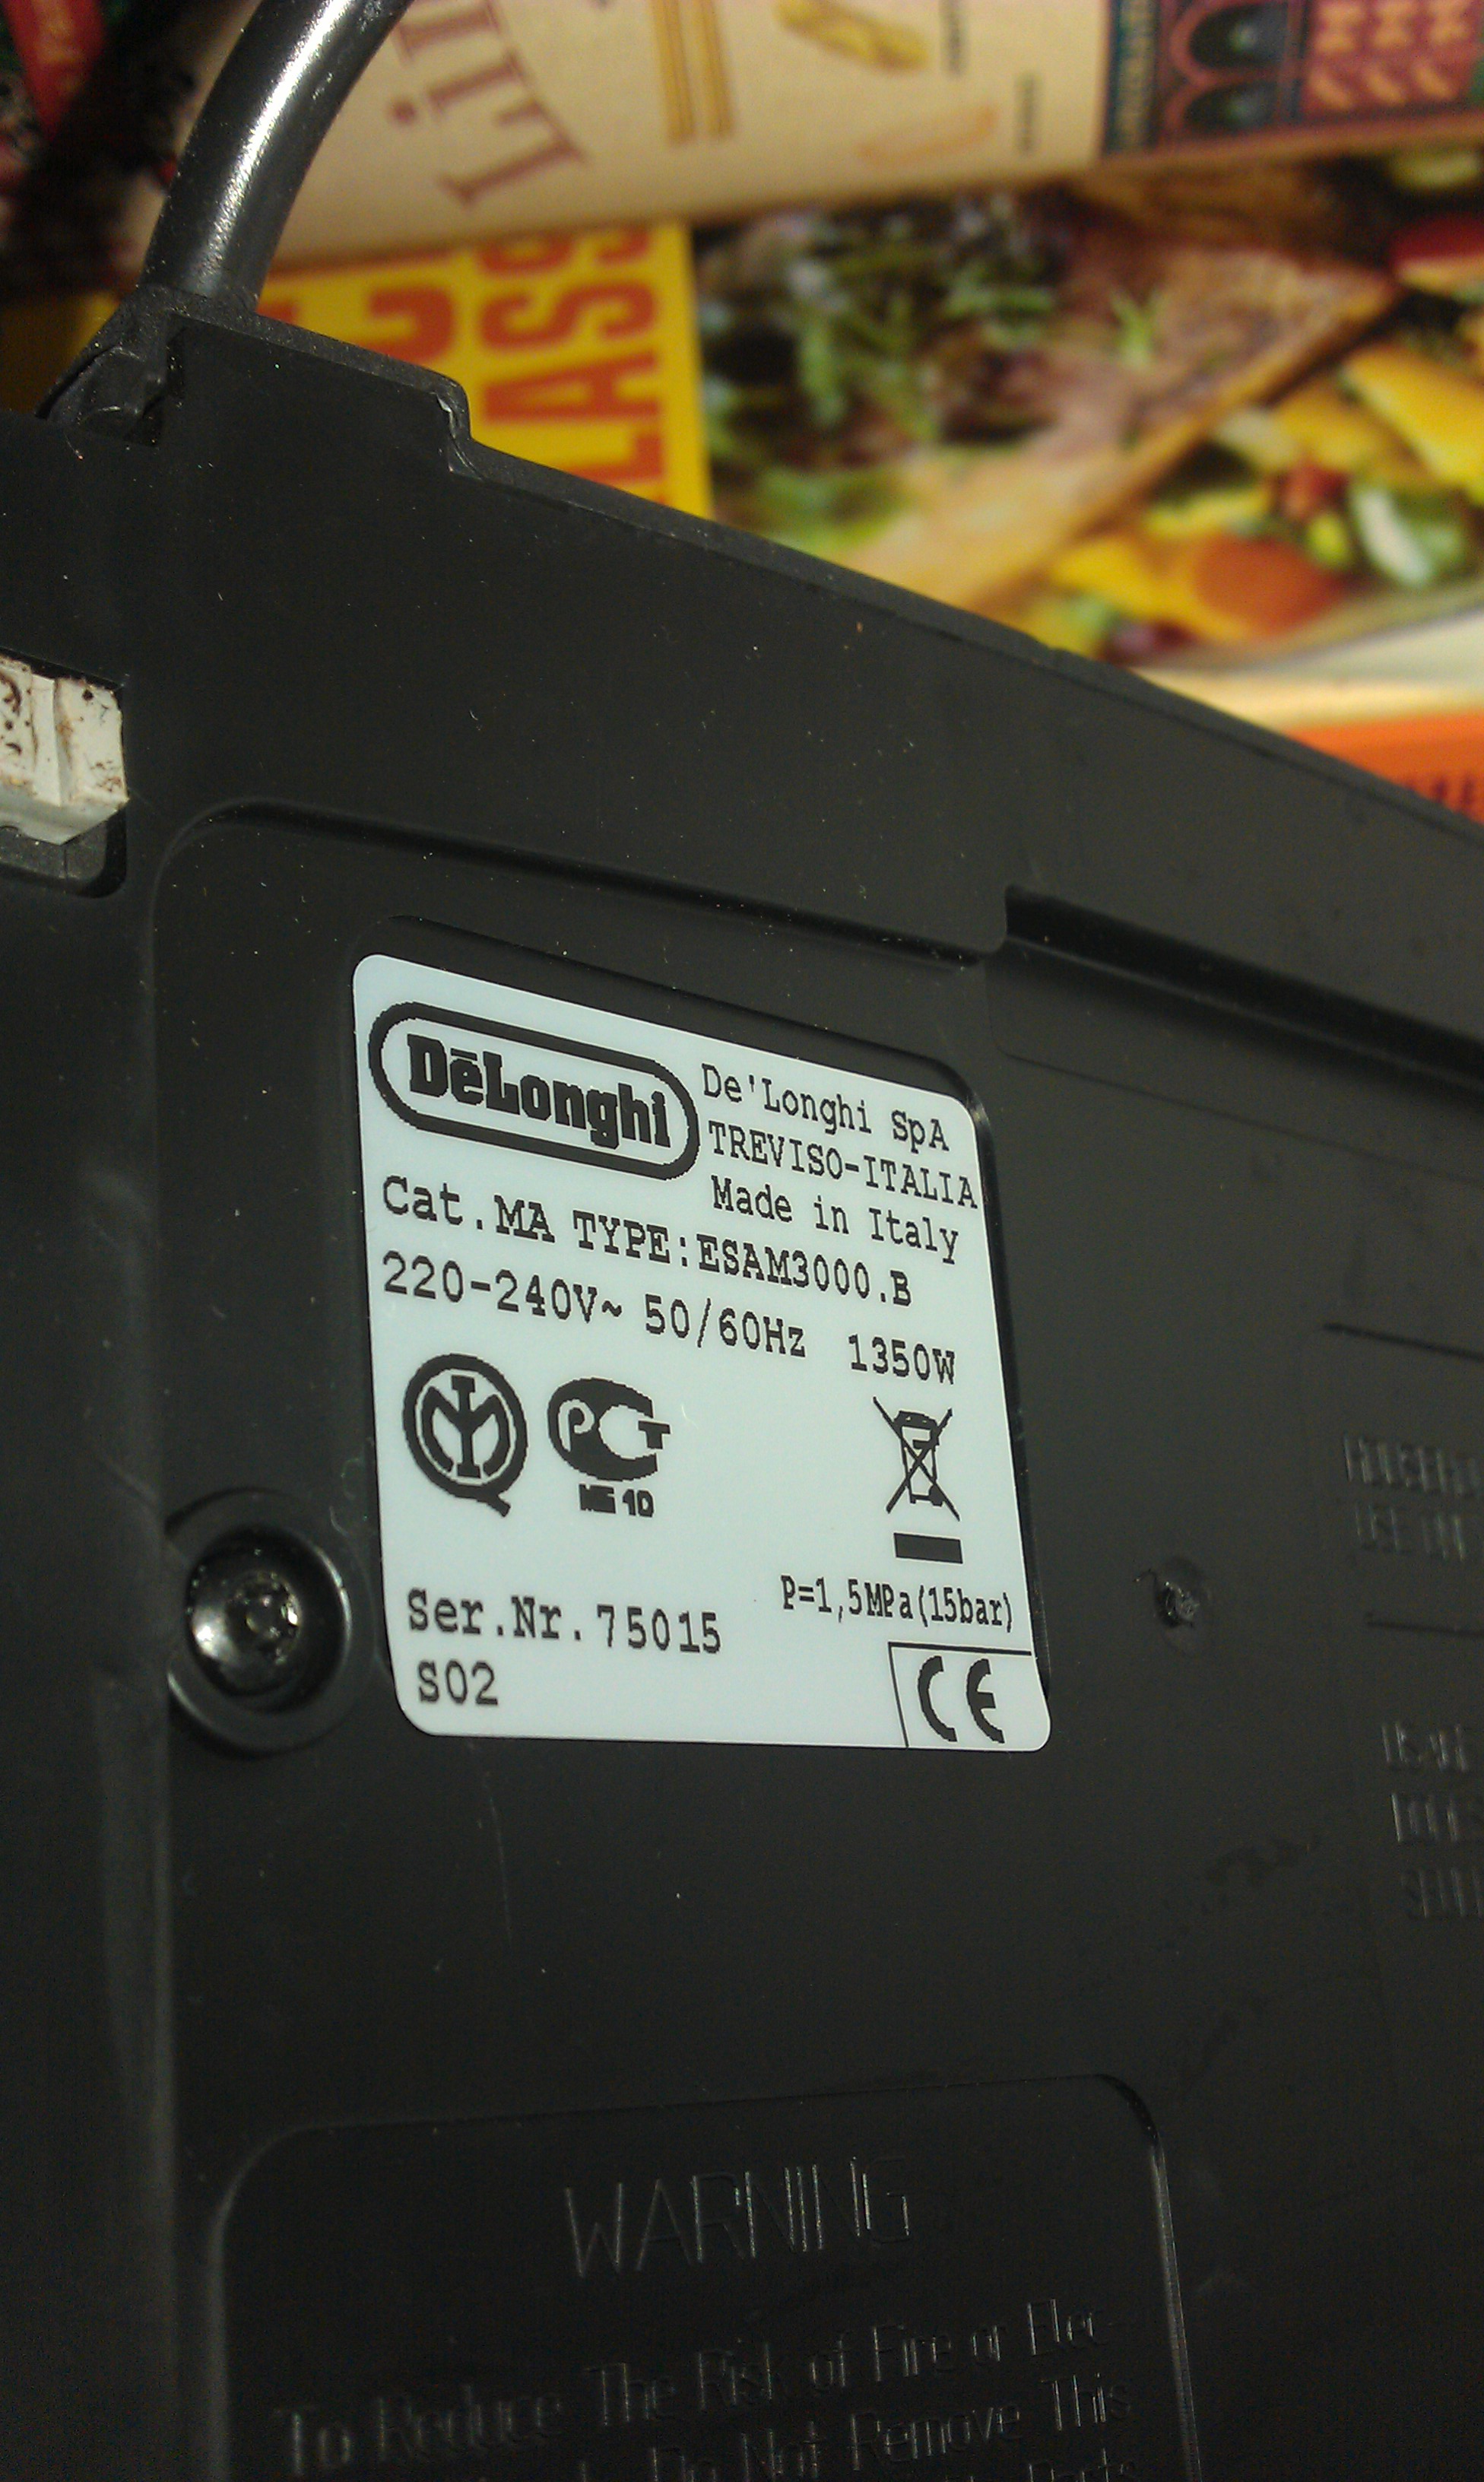 LASS
DēLonghi
De'Longhi SpA
TREVISO-ITALIA
Made in Italy
Cat.MA TYPE:ESAM3000.B
220-240V~ 50/60Hz 1350W
ME 10
P=1,5MPa(15bar)
Ser.Nr.75015
S02
CE
WARNING
To Reduce The Risk of Fire or Elec-
Do Not Remove This